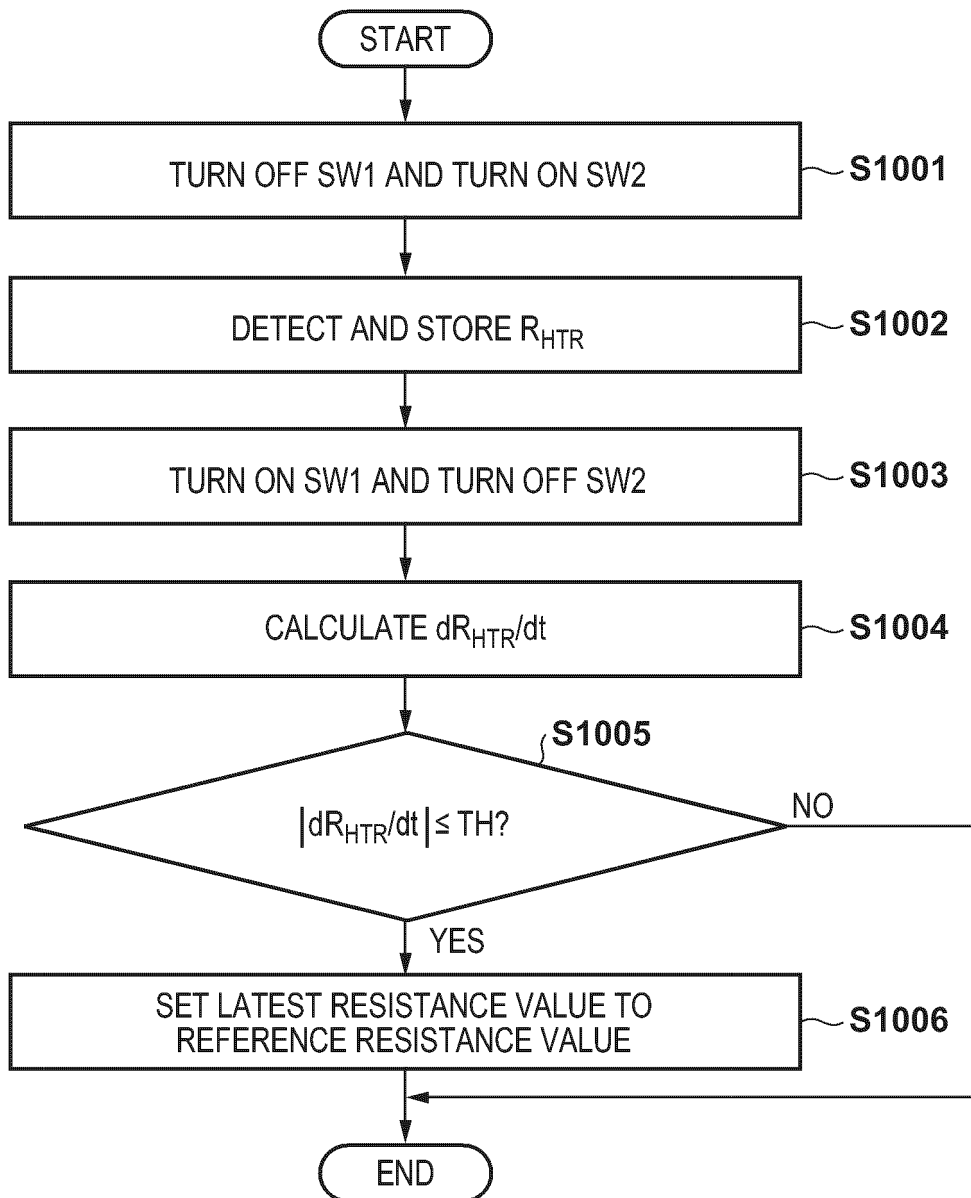 START
TURN OFF SW1 AND TURN ON SW2
S1001
DETECT AND STORE RHTR
S1002
TURN ON SW1 AND TURN OFF SW2
S1003
CALCULATE dRHTR/dt
S1004
S1005
|dRHTR/dt| ≤ TH?
NO
YES
SET LATEST RESISTANCE VALUE TO
REFERENCE RESISTANCE VALUE
S1006
END